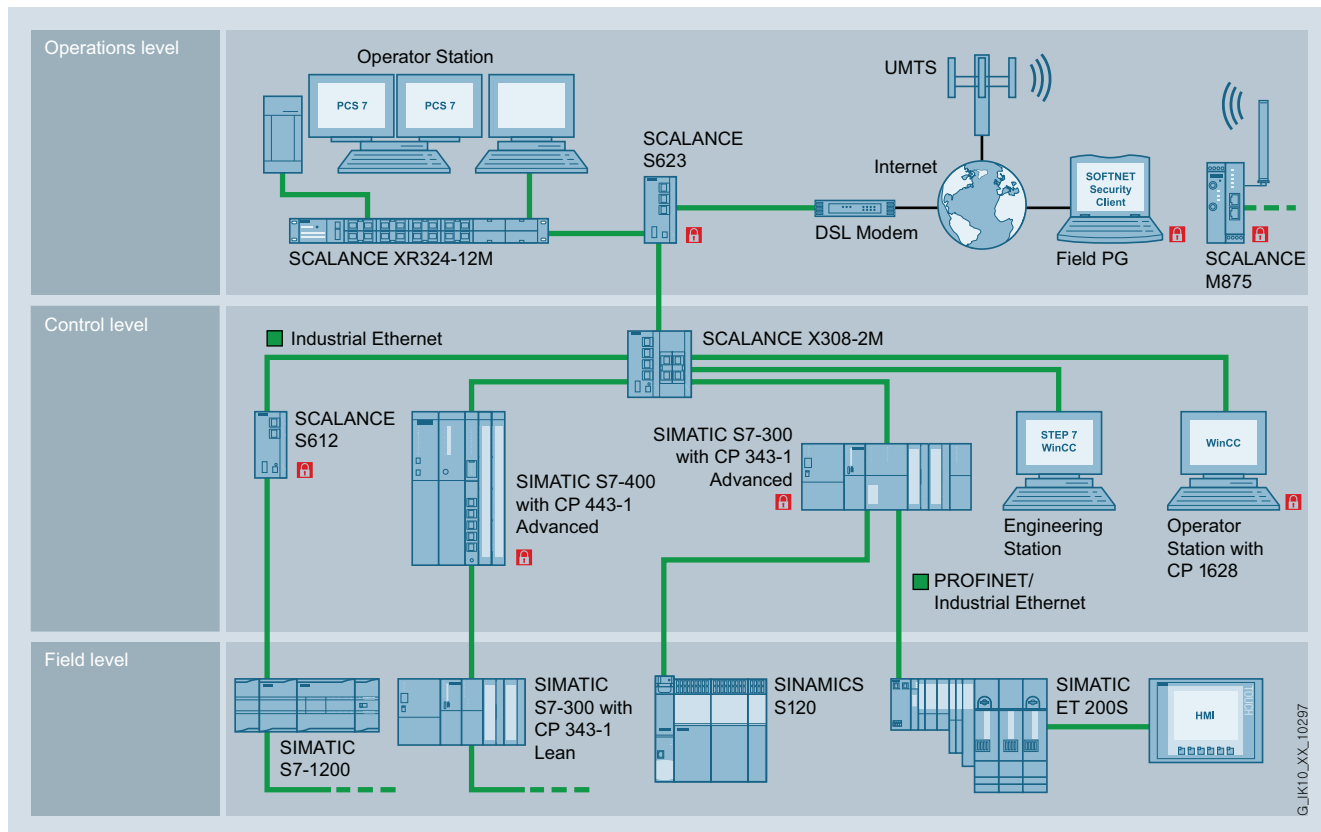 Operations level
Operator Station
PCS 7
PCS 7
SCALANCE
S623
UMTS
Internet
SOFTNET
Security
Client
DSL Modem
Field PG
SCALANCE
M875
SCALANCE XR324-12M
Control level
Industrial Ethernet
SCALANCE X308-2M
SCALANCE
S612
SIMATIC S7-400
with CP 443-1
Advanced
SIMATIC S7-300
with CP 343-1
Advanced
STEP 7
WinCC
Engineering
Station
WinCC
Operator
Station with
CP 1628
PROFINET/
Industrial Ethernet
Field level
SIMATIC
S7-1200
SIMATIC
S7-300 with
CP 343-1
Lean
SINAMICS
S120
SIMATIC
ET 200S
HMI
G_IK10_XX_10297